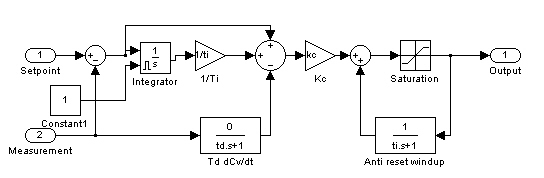 1
Setpoint
+
−
1
s
Integrator
1/ti
1/Ti
+
+
−
kc
Kc
+
+
Saturation
1
Output
1
Constant1
2
Measurement
0
td.s+1
Td dCv/dt
1
ti.s+1
Anti reset windup